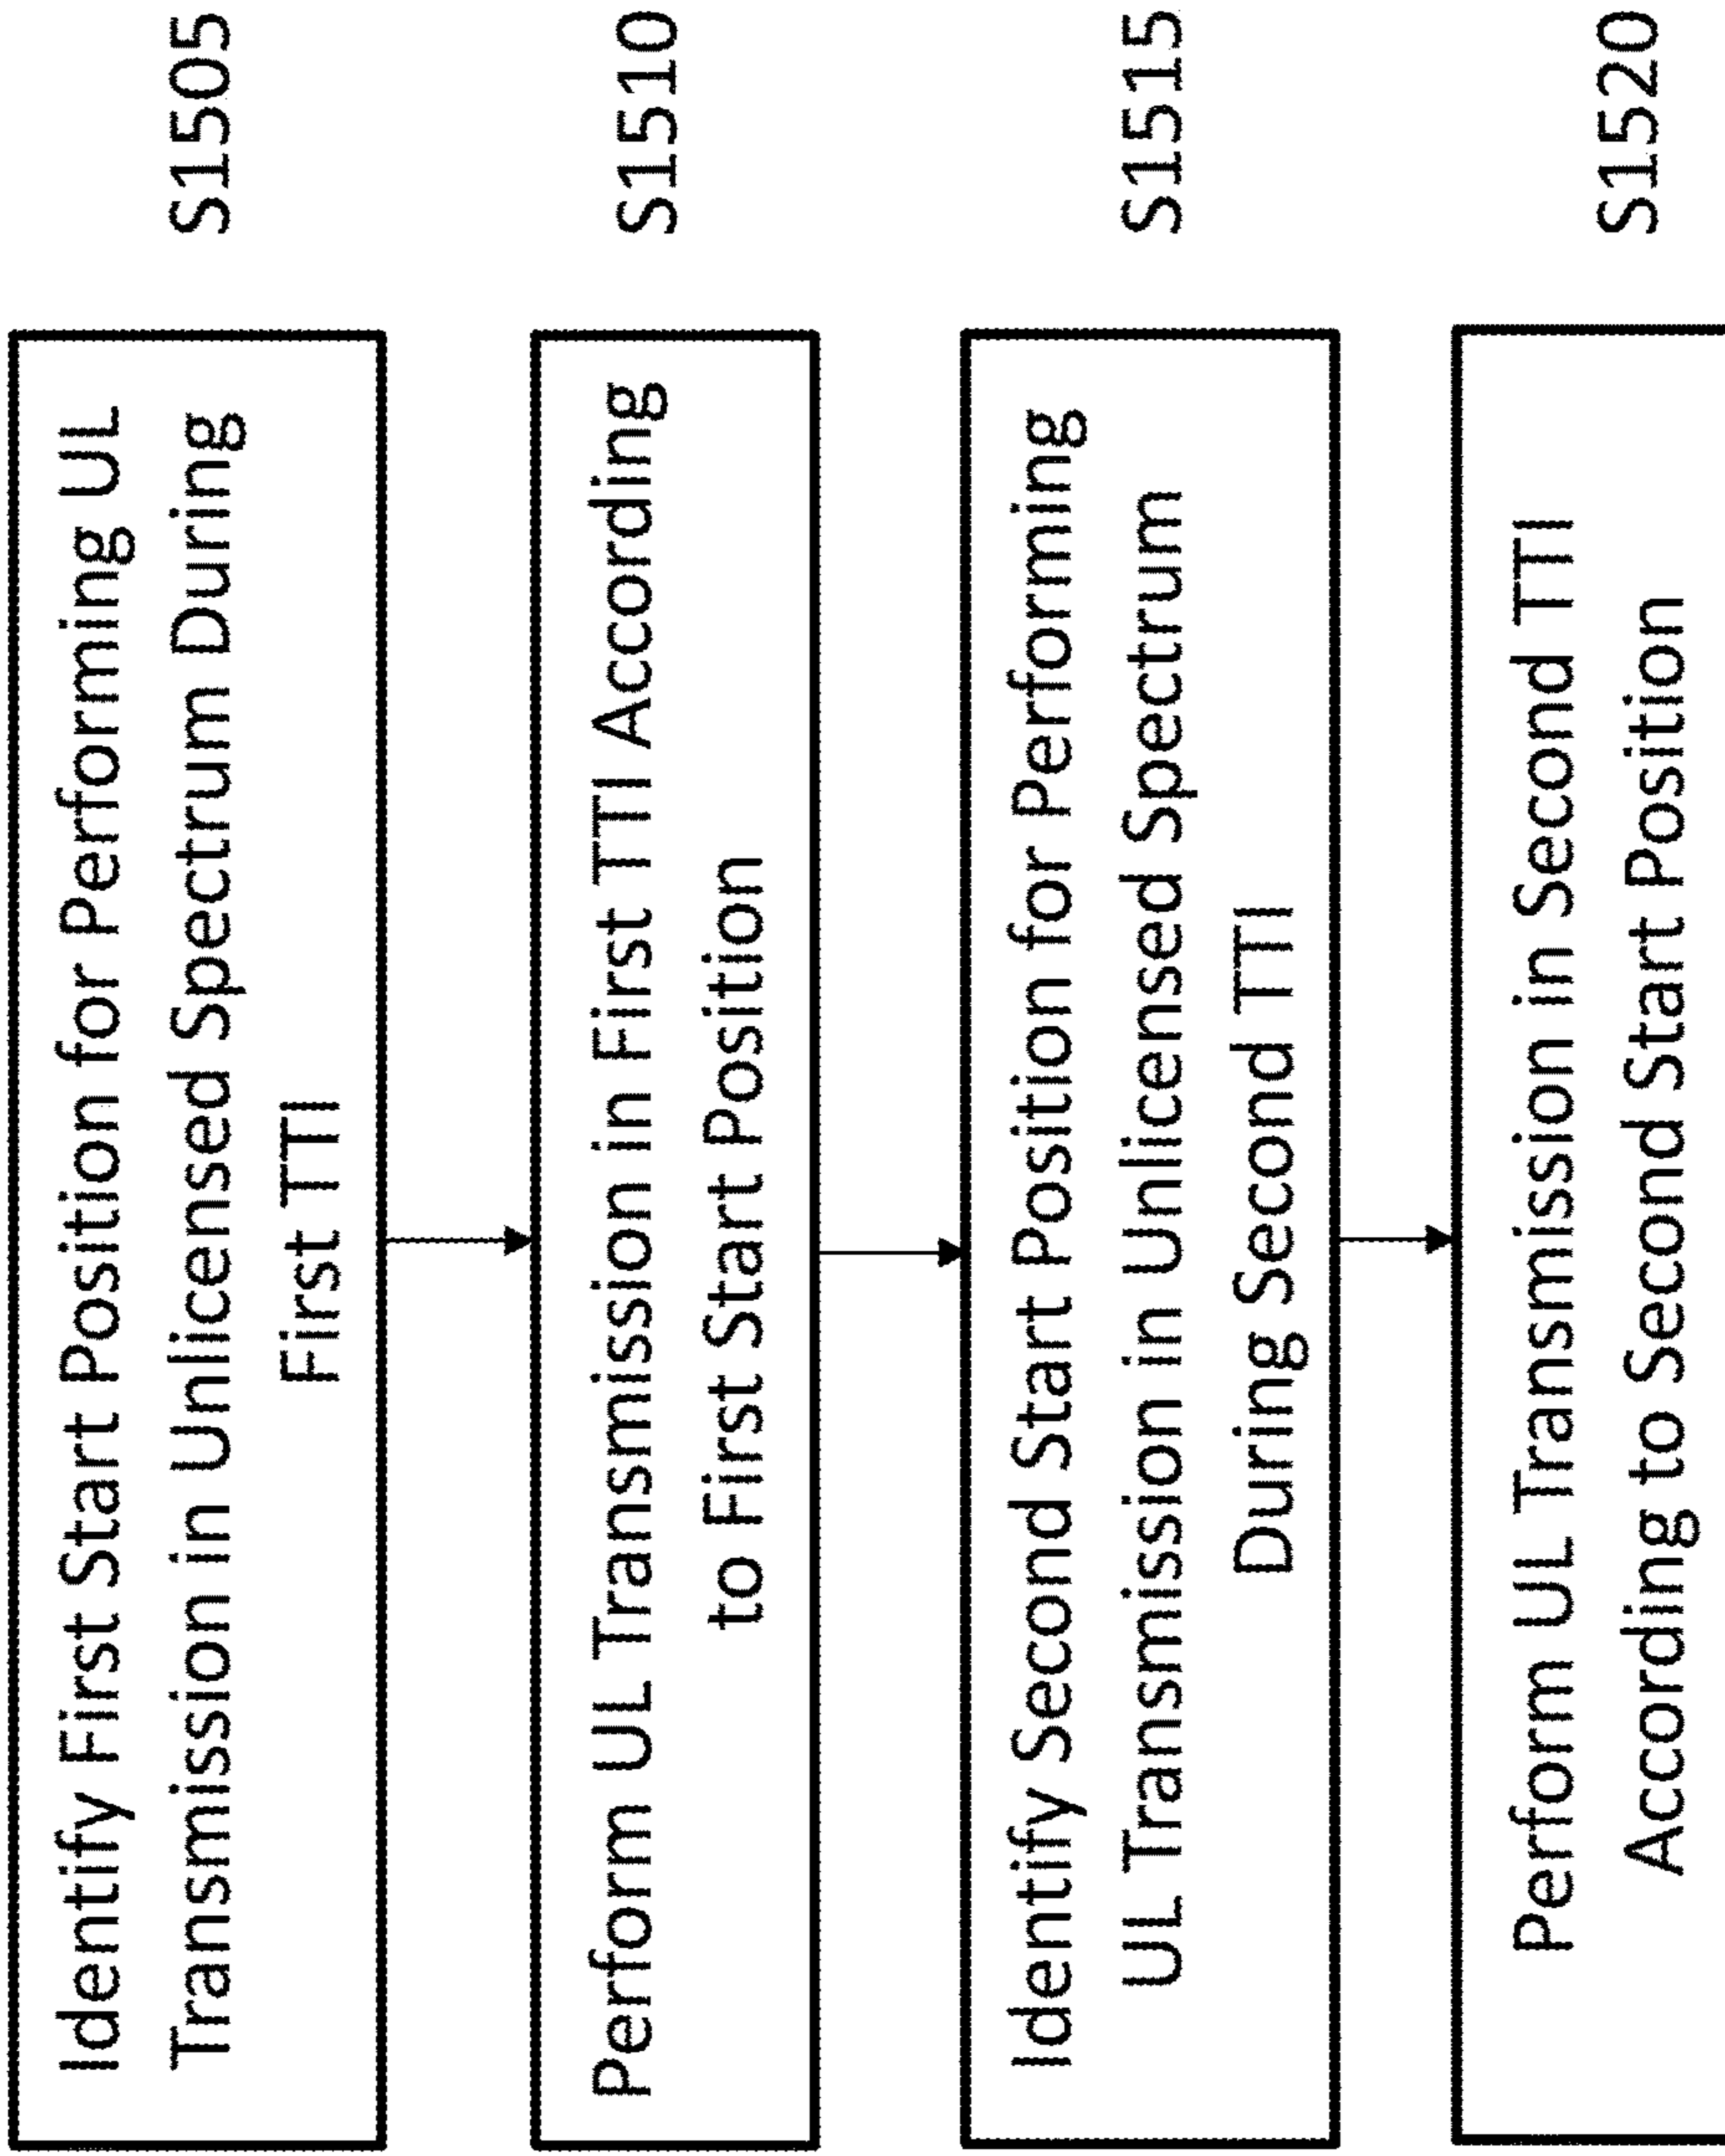 Identify First Start Position for Performing UL
Transmission in Unlicensed Spectrum During
First TTI
S1505
Perform UL Transmission in First TTI According
to First Start Position
S1510
Identify Second Start Position for Performing
UL Transmission in Unlicensed Spectrum
During Second TTI
S1515
Perform UL Transmission in Second TTI
According to Second Start Position
S1520